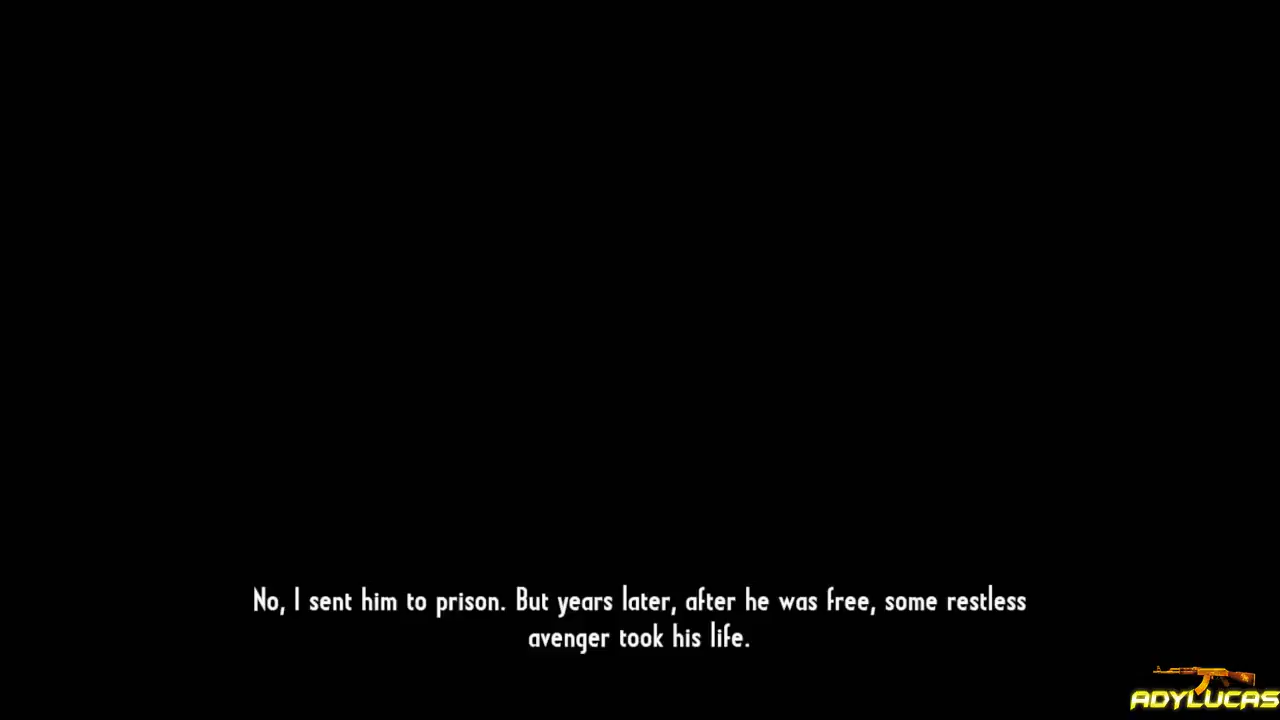 No, I sent him to prison. But years later, after he was free, some restless
avenger took his life.
ADYLUCAS